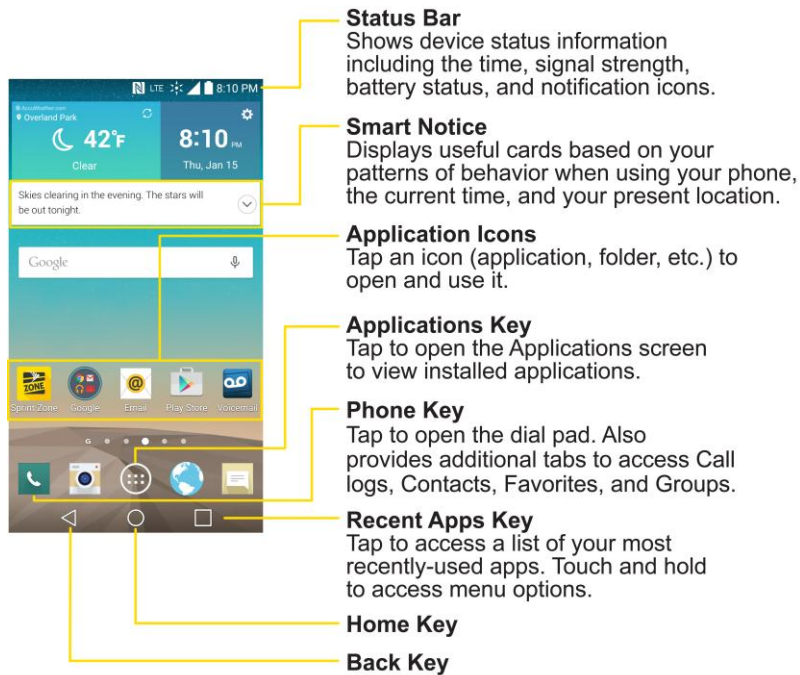 LTE 8:10 PM
AccuWeather.com
Overland Park
42°F
Clear
8:10 PM
Thu, Jan 15
Skies clearing in the evening. The stars will
be out tonight.
Google
ZONE
Sprint Zone Google Email Play Store Voicemail
G
Status Bar
Shows device status information
including the time, signal strength,
battery status, and notification icons.
Smart Notice
Displays useful cards based on your
patterns of behavior when using your phone,
the current time, and your present location.
Application Icons
Tap an icon (application, folder, etc.) to
open and use it.
Applications Key
Tap to open the Applications screen
to view installed applications.
Phone Key
Tap to open the dial pad. Also
provides additional tabs to access Call
logs, Contacts, Favorites, and Groups.
Recent Apps Key
Tap to access a list of your most
recently-used apps. Touch and hold
to access menu options.
Home Key
Back Key